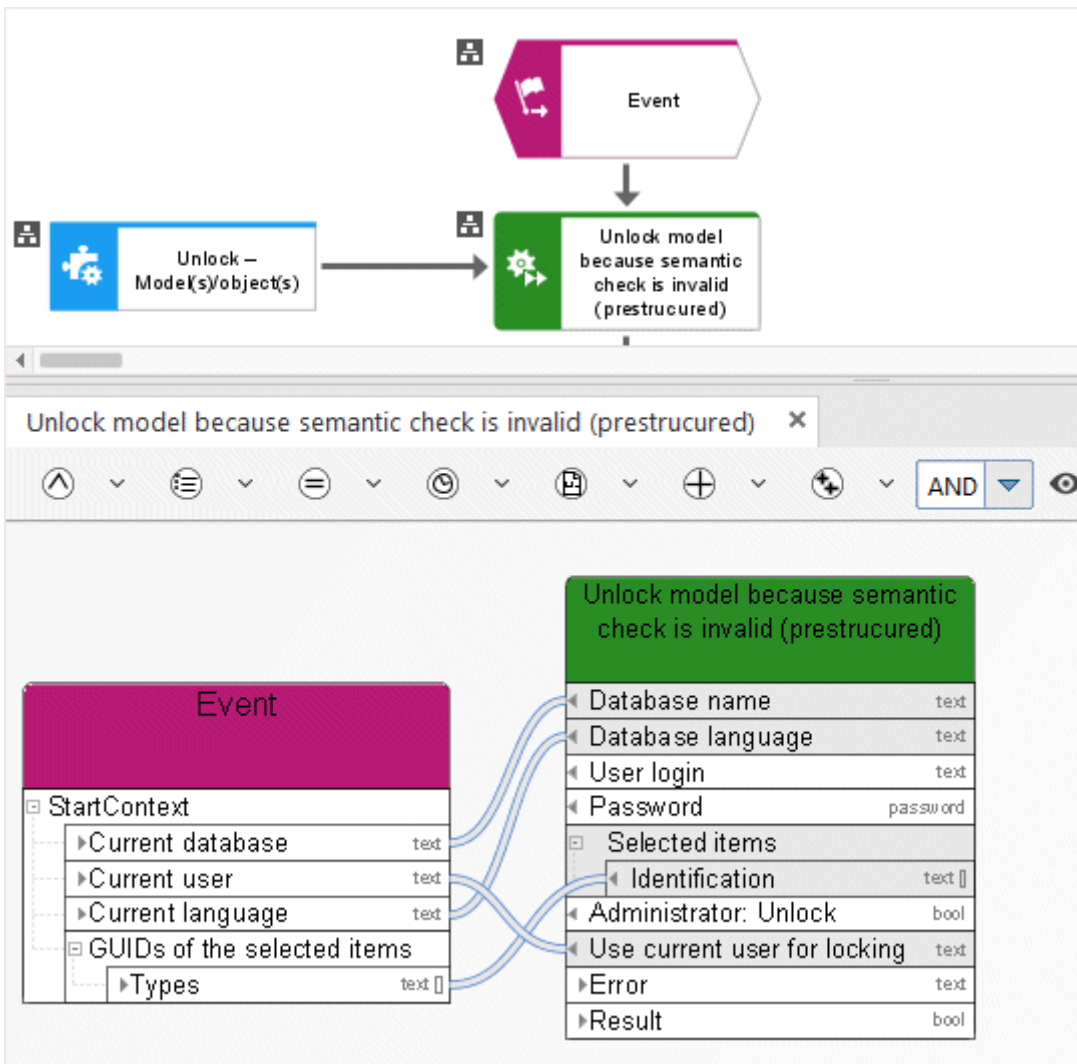 Event
Unlock –
Model(s)/object(s)
Unlock model
because semantic
check is invalid
(prestrucured)
Unlock model because semantic check is invalid (prestrucured) ×
AND
Unlock model because semantic
check is invalid (prestrucured)
Event
Database name text
Database language text
User login text
Password password
Selected items
Identification text []
Administrator: Unlock bool
Use current user for locking text
Error text
Result bool
StartContext
Current database text
Current user text
Current language text
GUIDs of the selected items
Types text []